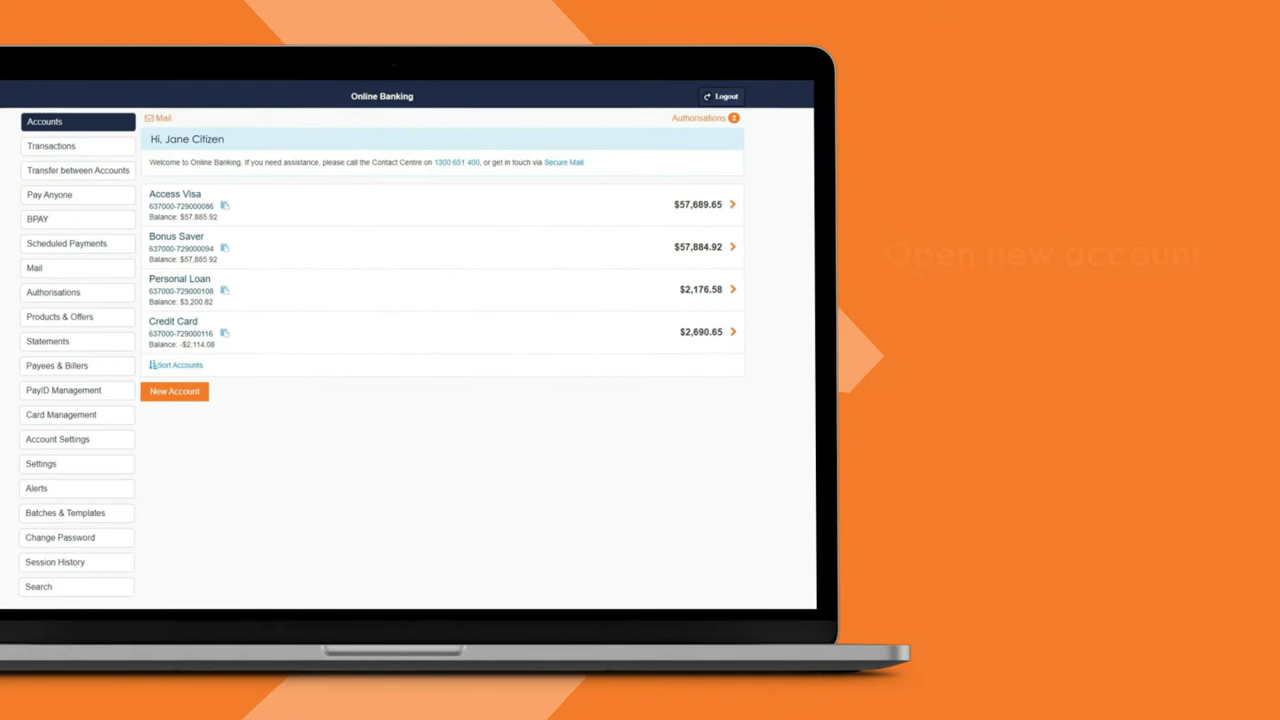 Online Banking
Logout
Accounts
Transactions
Transfer between Accounts
Pay Anyone
BPAY
Scheduled Payments
Mail
Authorisations
Products & Offers
Statements
Payees & Billers
PayID Management
Card Management
Account Settings
Settings
Alerts
Batches & Templates
Change Password
Session History
Search
Mail
Authorisations 2
Hi, Jane Citizen
Welcome to Online Banking. If you need assistance, please call the Contact Centre on 1300 651 400, or get in touch via Secure Mail.
Access Visa
637000-729000086
Balance: $57,885.92
$57,689.65
Bonus Saver
637000-729000094
Balance: $57,885.92
$57,884.92
Personal Loan
637000-729000108
Balance: $3,200.82
$2,176.58
Credit Card
637000-729000116
Balance: -$2,114.08
$2,690.65
Sort Accounts
New Account
Open new account